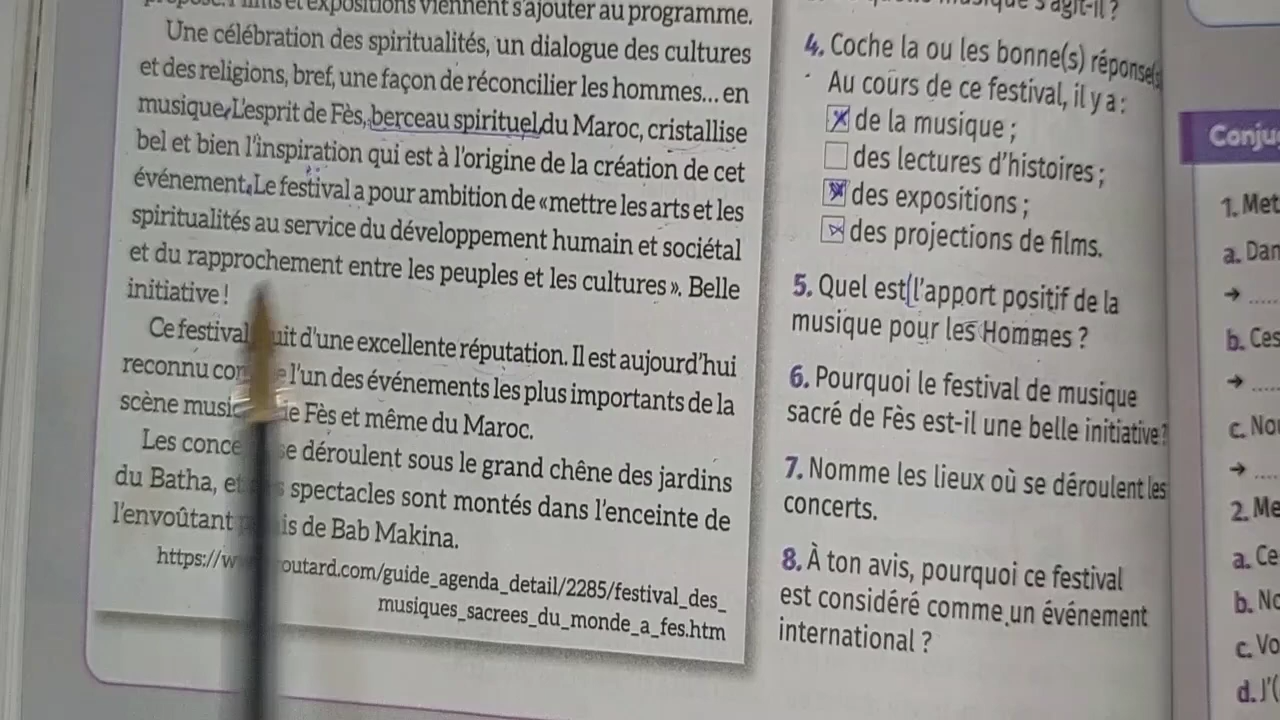 et expositions viennent s'ajouter au programme.
Une célébration des spiritualités, un dialogue des cultures
et des religions, bref, une façon de réconcilier les hommes... en
musique, L'esprit de Fès, berceau spirituel du Maroc, cristallise
bel et bien l'inspiration qui est à l'origine de la création de cet
événement. Le festival a pour ambition de «mettre les arts et les
spiritualités au service du développement humain et sociétal
et du rapprochement entre les peuples et les cultures». Belle
initiative !
Ce festival d'une excellente réputation. Il est aujourd'hui
reconnu l'un des événements les plus importants de la
scène Fès et même du Maroc.
Les se déroulent sous le grand chêne des jardins
du Batha, et spectacles sont montés dans l'enceinte de
l'envoûtant de Bab Makina.
outard.com/guide_agenda_detail/2285/festival_des_
musiques_sacrees_du_monde_a_fes.htm
s'agit-il ?
4. Coche la ou les bonne(s) réponse(s
Au cours de ce festival, il y a :
de la musique ;
des lectures d'histoires ;
des expositions ;
des projections de films.
5. Quel est l'apport positif de la
musique pour les Hommes ?
6. Pourquoi le festival de musique
sacré de Fès est-il une belle initiative ?
7. Nomme les lieux où se déroulent les
concerts.
8. À ton avis, pourquoi ce festival
est considéré comme un événement
international ?
Conju
1. Met
a. Dan
→ .....
b. Ces
→ ....
c. Nou
→ ....
2. Me
a. Ce
b. No
c. Vo
d. J'(